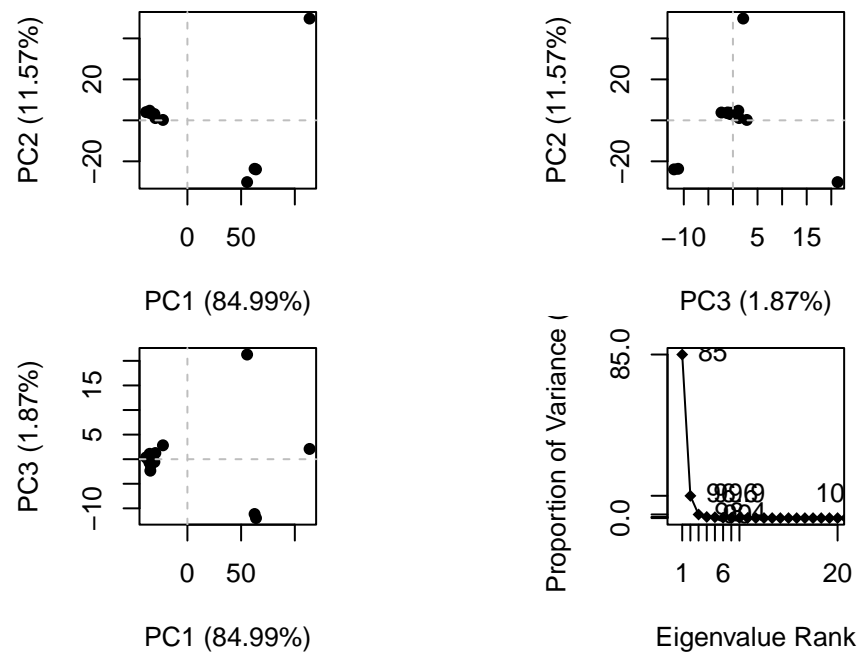 PC2 (11.57%)
20
−20
0 50
PC1 (84.99%)
PC2 (11.57%)
20
−20
−10 5 15
PC3 (1.87%)
PC3 (1.87%)
15
5
−10
0 50
PC1 (84.99%)
Proportion of Variance (
85.0
0.0
85
10
1 6 20
Eigenvalue Rank